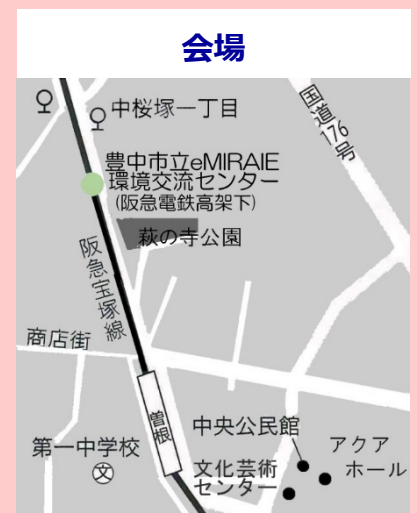 会場
国道176号
中桜塚一丁目
豊中市立eMIRAIE
環境交流センター
(阪急電鉄高架下)
萩の寺公園
阪急宝塚線
商店街
曽根
中央公民館
アクア
ホール
第一中学校
文
文化芸術
センター